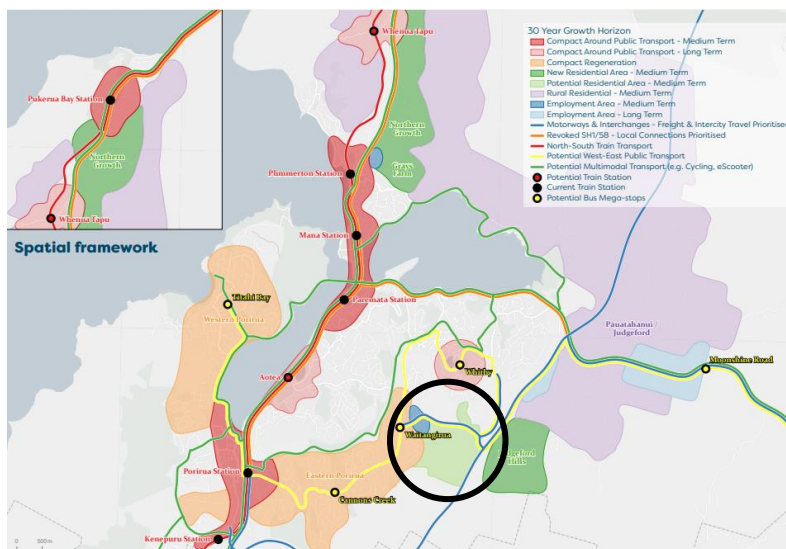 Whenua Tapu
Pukerua Bay Station
Northern
Growth
Whenua Tapu
Spatial framework
30 Year Growth Horizon
Compact Around Public Transport - Medium Term
Compact Around Public Transport - Long Term
Compact Regeneration
New Residential Area - Medium Term
Potential Residential Area - Medium Term
Rural Residential - Medium Term
Employment Area - Medium Term
Employment Area - Long Term
Motorways & Interchanges - Freight & Intercity Travel Prioritised
Revoked SH1/58 - Local Connections Prioritised
North-South Train Transport
Potential West-East Public Transport
Potential Multimodal Transport (e.g. Cycling, eScooter)
Potential Train Station
Current Train Station
Potential Bus Mega-stops
Northern
Growth
Plimmerton Station
Grays
Farm
Mana Station
Titahi Bay
Paremata Station
Western Porirua
Pauatahanui /
Judgeford
Moonshine Road
Whitby
Aotea
Waitangirua
Porirua Station
Eastern Porirua
Hills
Cannons Creek
Kenepuru Station
0
500m